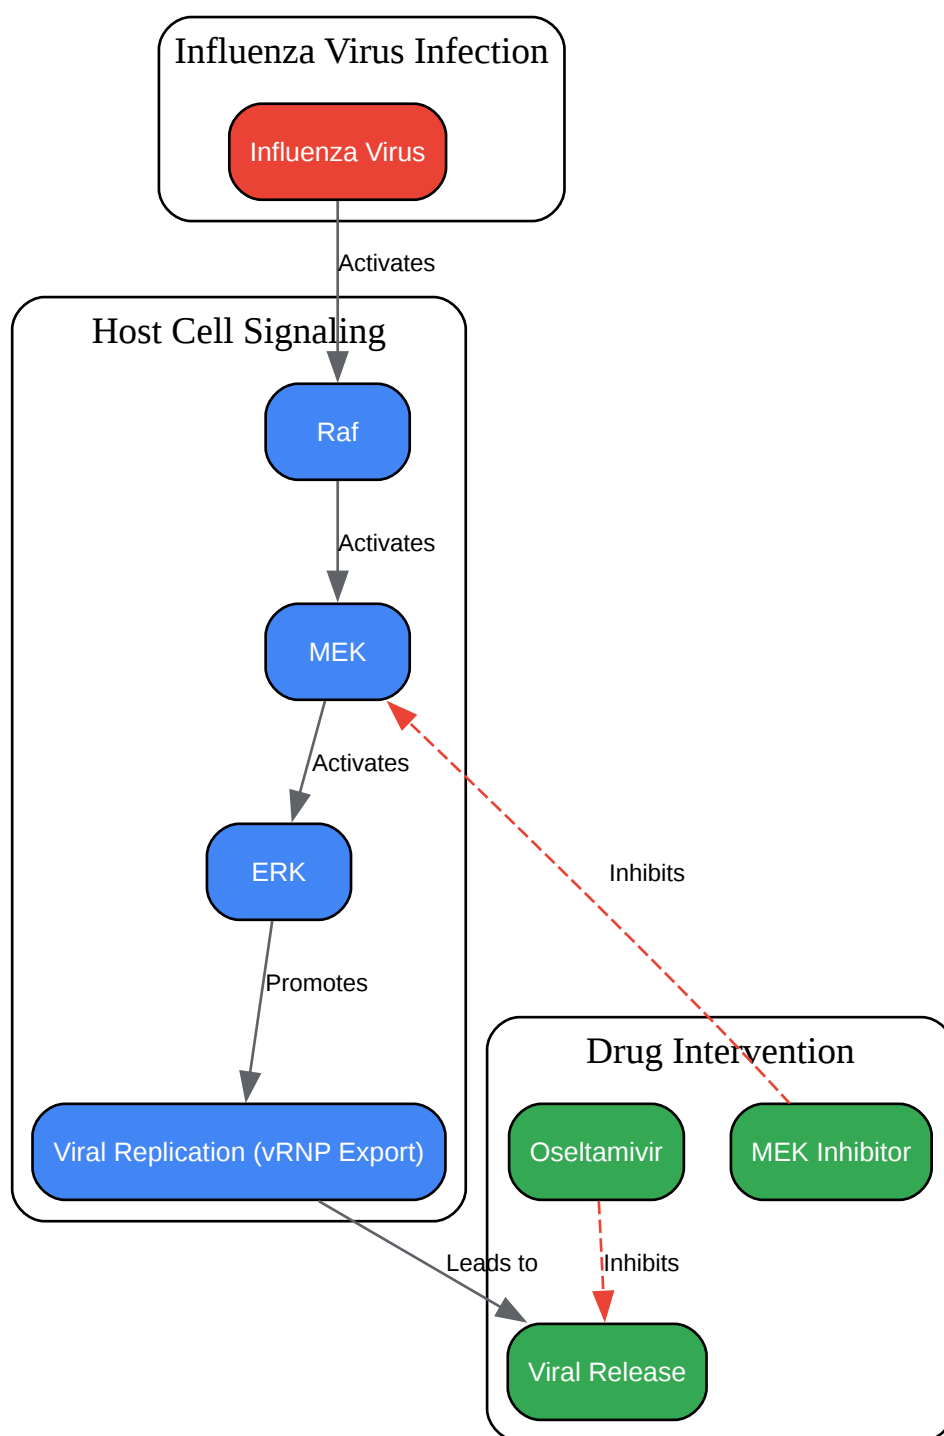 Influenza Virus Infection
Influenza Virus
Activates
Host Cell Signaling
Raf
Activates
MEK
Activates
ERK
Inhibits
Promotes
Drug Intervention
Viral Replication (vRNP Export)
Oseltamivir
MEK Inhibitor
Leads to
Inhibits
Viral Release